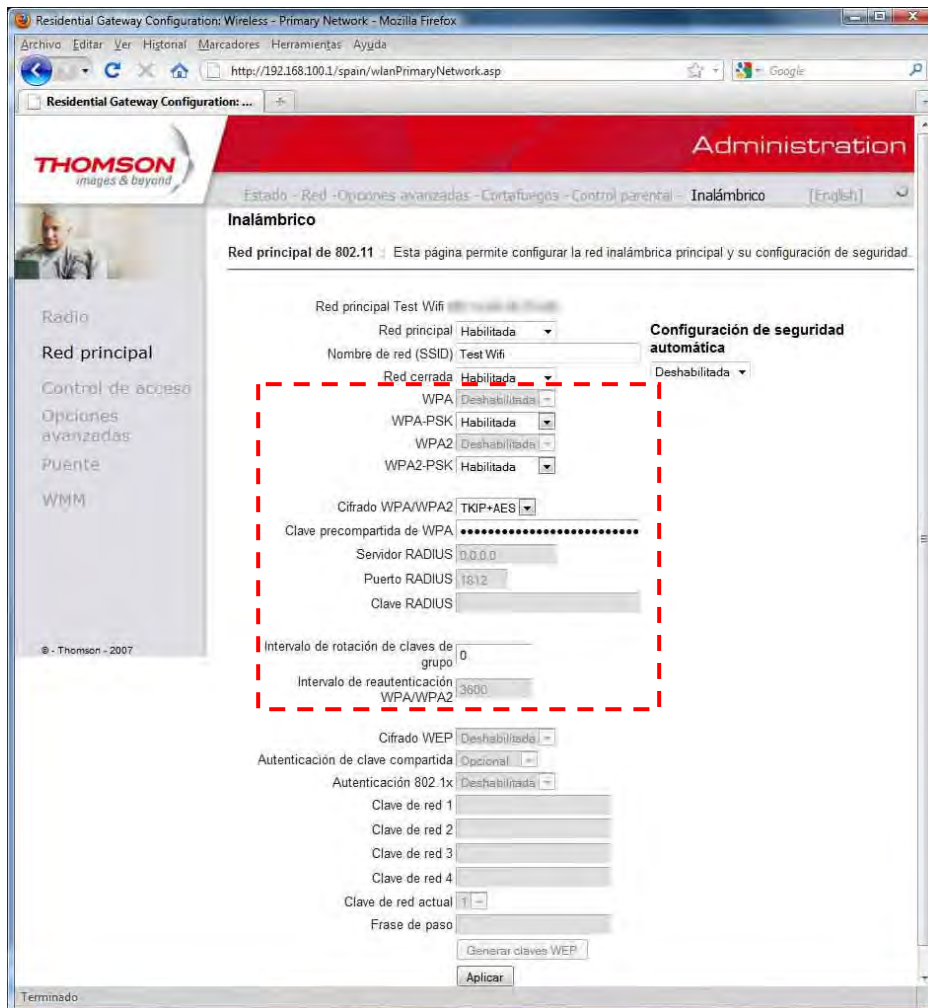 Residential Gateway Configuration: Wireless - Primary Network - Mozilla Firefox
Archivo Editar Ver Historial Marcadores Herramientas Ayuda
http://192.168.100.1/spain/wlanPrimaryNetwork.asp
Google
Residential Gateway Configuration: ...
Administration
THOMSON
images & beyond
Estado - Red - Opciones avanzadas - Cortafuegos - Control parental - Inalámbrico [English]
Inalámbrico
Red principal de 802.11 : Esta página permite configurar la red inalámbrica principal y su configuración de seguridad.
Radio
Red principal
Control de acceso
Opciones
avanzadas
Puente
WMM
© - Thomson - 2007
Red principal Test Wifi
Red principal Habilitada
Nombre de red (SSID) Test Wifi
Red cerrada Habilitada
WPA Deshabilitada
WPA-PSK Habilitada
WPA2 Deshabilitada
WPA2-PSK Habilitada
Configuración de seguridad
automática
Deshabilitada
Cifrado WPA/WPA2 TKIP+AES
Clave precompartida de WPA ••••••••••••••••••••••••••
Servidor RADIUS 0.0.0.0
Puerto RADIUS 1812
Clave RADIUS
Intervalo de rotación de claves de
grupo 0
Intervalo de reautenticación
WPA/WPA2 3600
Cifrado WEP Deshabilitada
Autenticación de clave compartida Opcional
Autenticación 802.1x Deshabilitada
Clave de red 1
Clave de red 2
Clave de red 3
Clave de red 4
Clave de red actual 1
Frase de paso
Generar claves WEP
Aplicar
Terminado